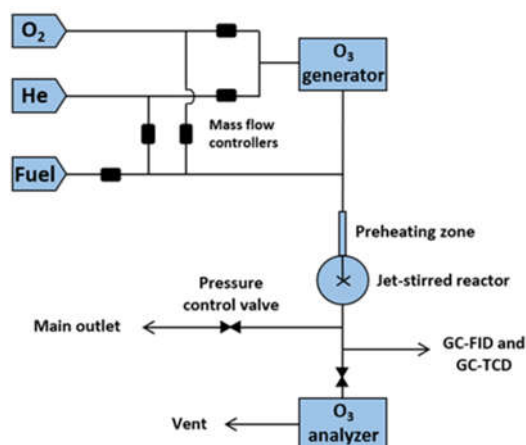 O₂
O₃
generator
He
Mass flow
controllers
Fuel
Preheating zone
Jet-stirred reactor
Pressure
control valve
Main outlet
GC-FID and
GC-TCD
O₃
analyzer
Vent